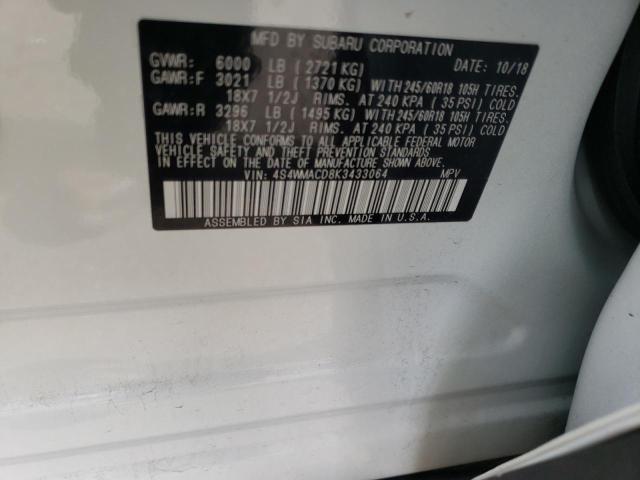 MFD BY SUBARU CORPORATION
GVWR: 6000 LB ( 2721 KG) DATE: 10/18
GAWR:F 3021 LB ( 1370 KG) WITH 245/60R18 105H TIRES.
18X7 1/2J RIMS. AT 240 KPA ( 35 PSI) COLD
GAWR:R 3296 LB ( 1495 KG) WITH 245/60R18 105H TIRES.
18X7 1/2J RIMS. AT 240 KPA ( 35 PSI) COLD
THIS VEHICLE CONFORMS TO ALL APPLICABLE FEDERAL MOTOR
VEHICLE SAFETY AND THEFT PREVENTION STANDARDS IN EFFECT
ON THE DATE OF MANUFACTURE SHOWN ABOVE.
VIN: 4S4WMACD8K3433064 MPV
ASSEMBLED BY SIA INC. MADE IN U.S.A.